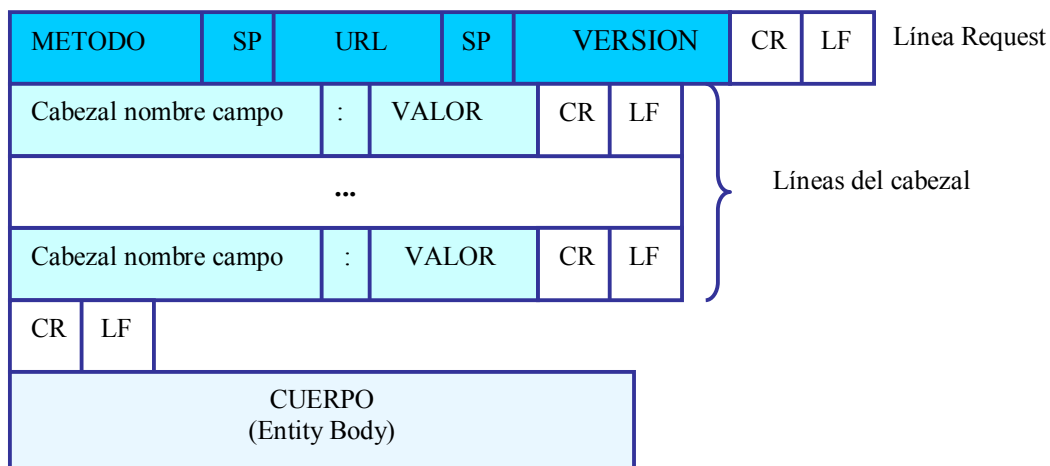 METODO SP URL SP VERSION CR LF Línea Request
Cabezal nombre campo : VALOR CR LF
...
Líneas del cabezal
Cabezal nombre campo : VALOR CR LF
CR LF
CUERPO
(Entity Body)